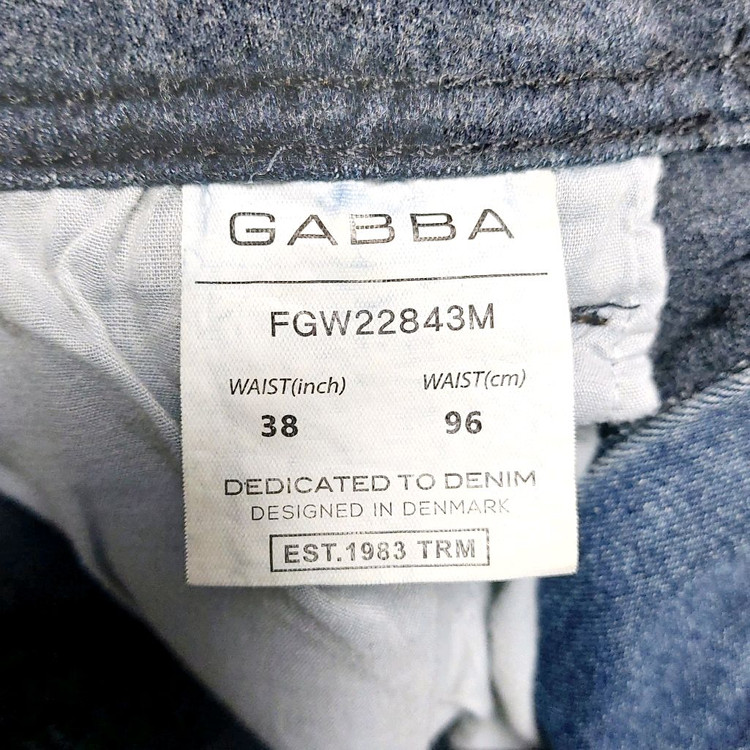 GABBA
FGW22843M
WAIST(inch) WAIST(cm)
38 96
DEDICATED TO DENIM
DESIGNED IN DENMARK
EST.1983 TRM